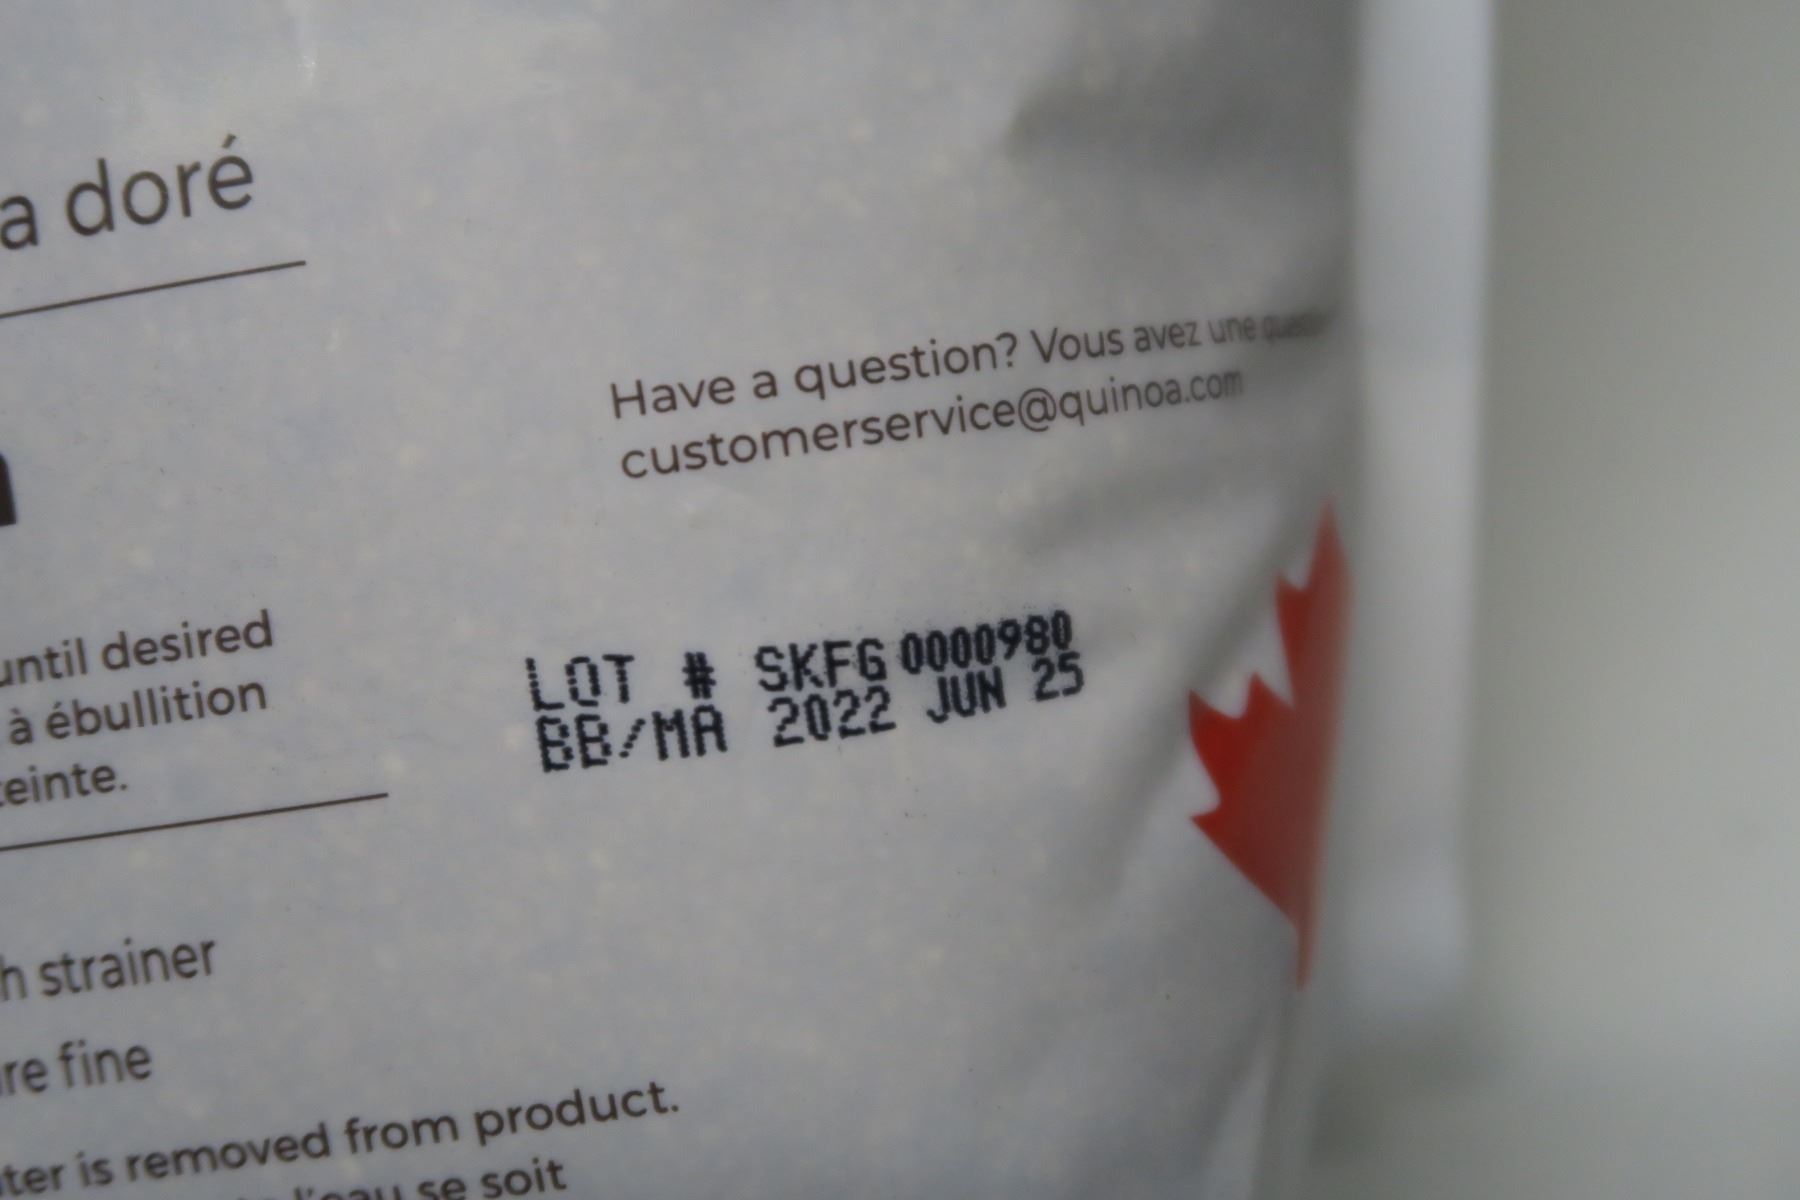 a doré
Have a question? Vous avez une
customerservice@quinoa.com
until desired
à ébullition
teinte.
LOT # SKFG 0000980
BB/MA 2022 JUN 25
h strainer
re fine
ter is removed from product.
l'eau se soit